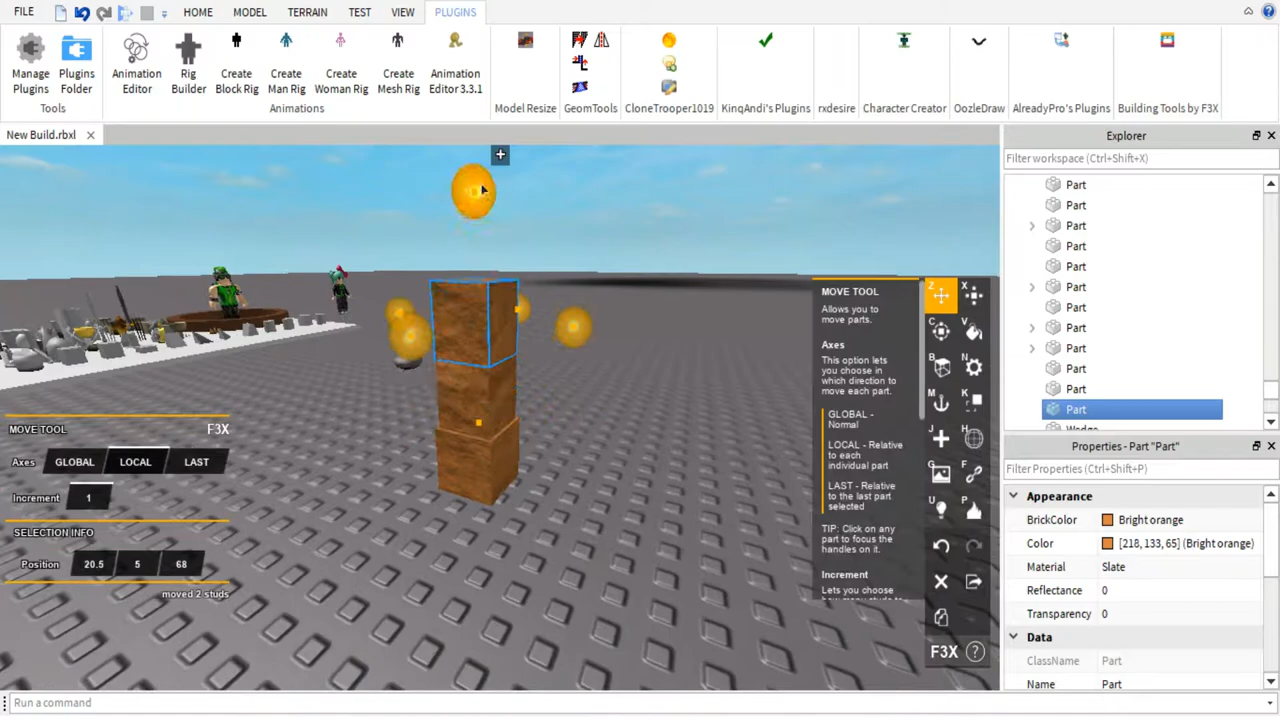 FILE HOME MODEL TERRAIN TEST VIEW PLUGINS
Manage Plugins
Plugins Folder
Animation Editor
Rig Builder
Create Block Rig
Create Man Rig
Create Woman Rig
Create Mesh Rig
Animation Editor 3.3.1
Tools
Animations
Model Resize
GeomTools
CloneTrooper1019
KinqAndi's Plugins
rxdesire
Character Creator
OozleDraw
AlreadyPro's Plugins
Building Tools by F3X
New Build.rbxl
Explorer
Filter workspace (Ctrl+Shift+X)
Part
Part
Part
Part
Part
Part
Part
Part
Part
Part
Part
Part
Wedge
Properties - Part "Part"
Filter Properties (Ctrl+Shift+P)
Appearance
BrickColor Bright orange
Color [218, 133, 65] (Bright orange)
Material Slate
Reflectance 0
Transparency 0
Data
ClassName Part
Name Part
MOVE TOOL F3X
Axes GLOBAL LOCAL LAST
Increment 1
SELECTION INFO
Position 20.5 5 68
moved 2 studs
MOVE TOOL
Allows you to
move parts.
Axes
This option lets
you choose in
which direction to
move each part.
GLOBAL -
Normal
LOCAL - Relative
to each
individual part
LAST - Relative
to the last part
selected
TIP: Click on any
part to focus the
handles on it.
Increment
Lets you choose
Z X
C V
B N
M K
J H
G F
U P
F3X ?
Run a command